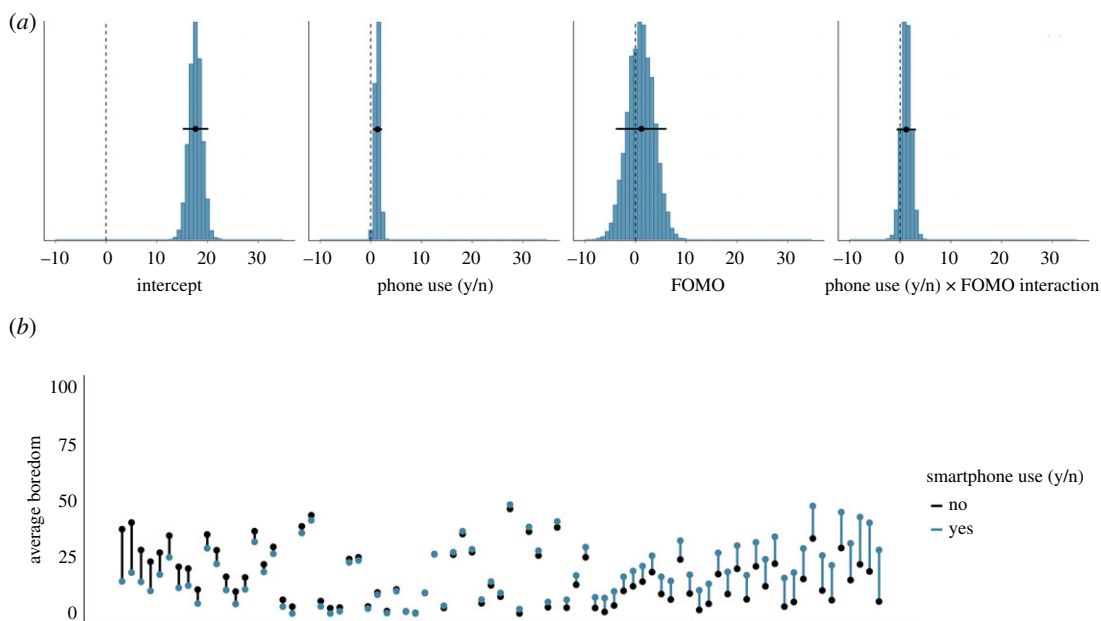 (a)
–10 0 10 20 30 –10 0 10 20 30 –10 0 10 20 30 –10 0 10 20 30
intercept phone use (y/n) FOMO phone use (y/n) × FOMO interaction
(b)
100
75
50
25
0
average boredom
smartphone use (y/n)
no
yes